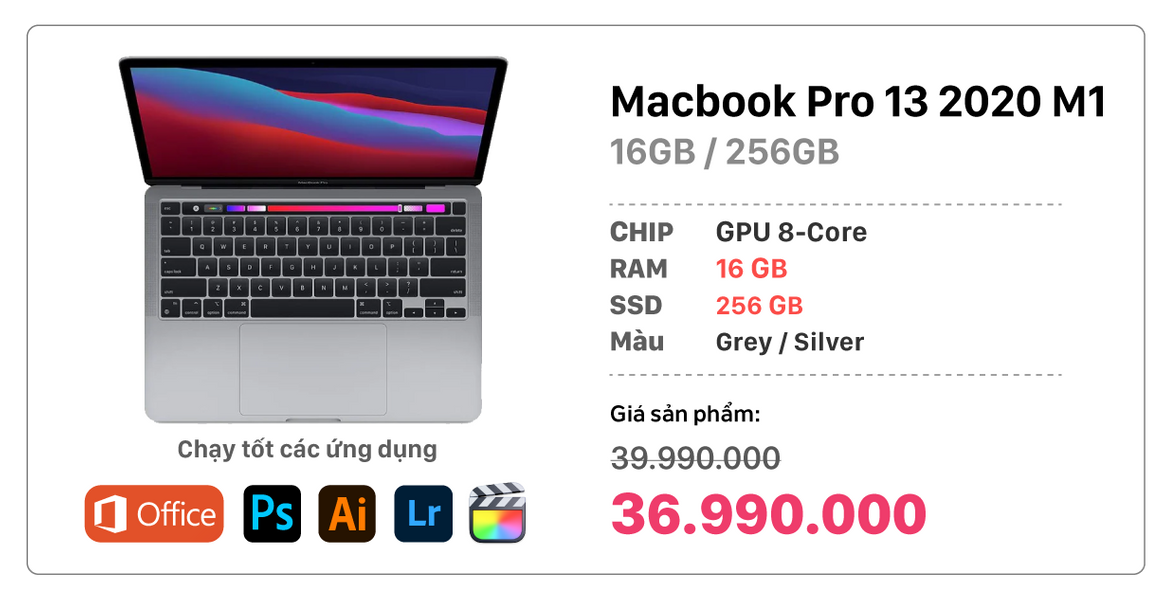 Macbook Pro 13 2020 M1
16GB / 256GB
CHIP GPU 8-Core
RAM 16 GB
SSD 256 GB
Màu Grey / Silver
Giá sản phẩm:
39.990.000
36.990.000
Chạy tốt các ứng dụng
Office Ps Ai Lr